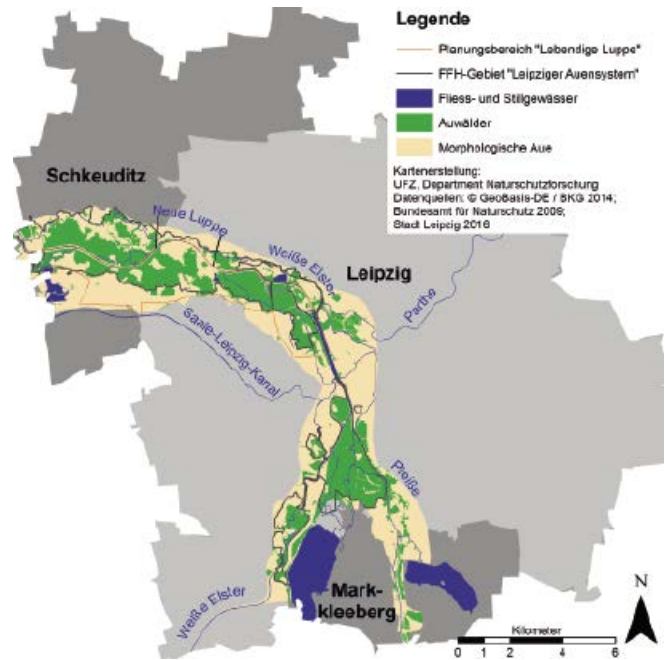 Legende
Planungsbereich "Lebendige Luppe"
FFH-Gebiet "Leipziger Auensystem"
Fliess- und Stillgewässer
Auwälder
Morphologische Aue
Kartenerstellung:
UFZ, Department Naturschutzforschung
Datenquellen: © GeoBasis-DE / BKG 2014;
Bundesamt für Naturschutz 2009;
Stadt Leipzig 2016
Schkeuditz
Neue Luppe
Weiße Elster
Leipzig
Parthe
Saale-Leipzig-Kanal
Pleiße
Mark-
kleeberg
Weiße Elster
N
Kilometer
0 1 2 4 6